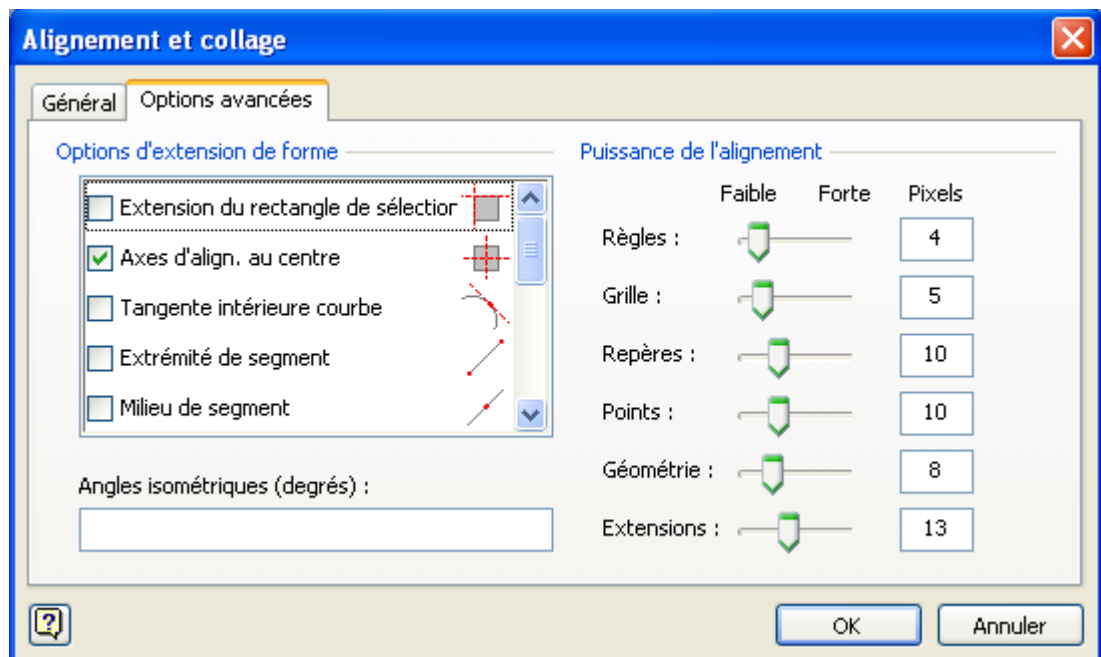 Alignement et collage
Général Options avancées
Options d'extension de forme
Extension du rectangle de sélection
Axes d'align. au centre
Tangente intérieure courbe
Extrémité de segment
Milieu de segment
Angles isométriques (degrés) :
Puissance de l'alignement
Faible Forte Pixels
Règles : 4
Grille : 5
Repères : 10
Points : 10
Géométrie : 8
Extensions : 13
?
OK Annuler